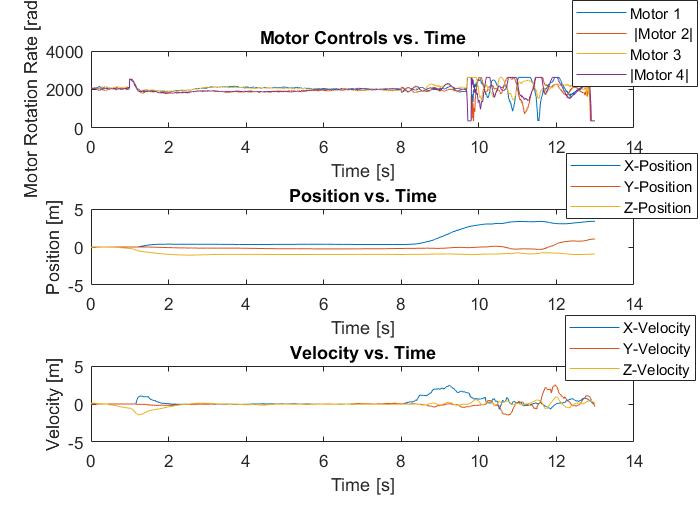 Motor Controls vs. Time
Motor Rotation Rate [rad
4000
2000
0
0 2 4 6 8 10 12 14
Time [s]
Motor 1
|Motor 2|
Motor 3
|Motor 4|
Position vs. Time
Position [m]
5
0
-5
0 2 4 6 8 10 12 14
Time [s]
X-Position
Y-Position
Z-Position
Velocity vs. Time
Velocity [m]
5
0
-5
0 2 4 6 8 10 12 14
Time [s]
X-Velocity
Y-Velocity
Z-Velocity